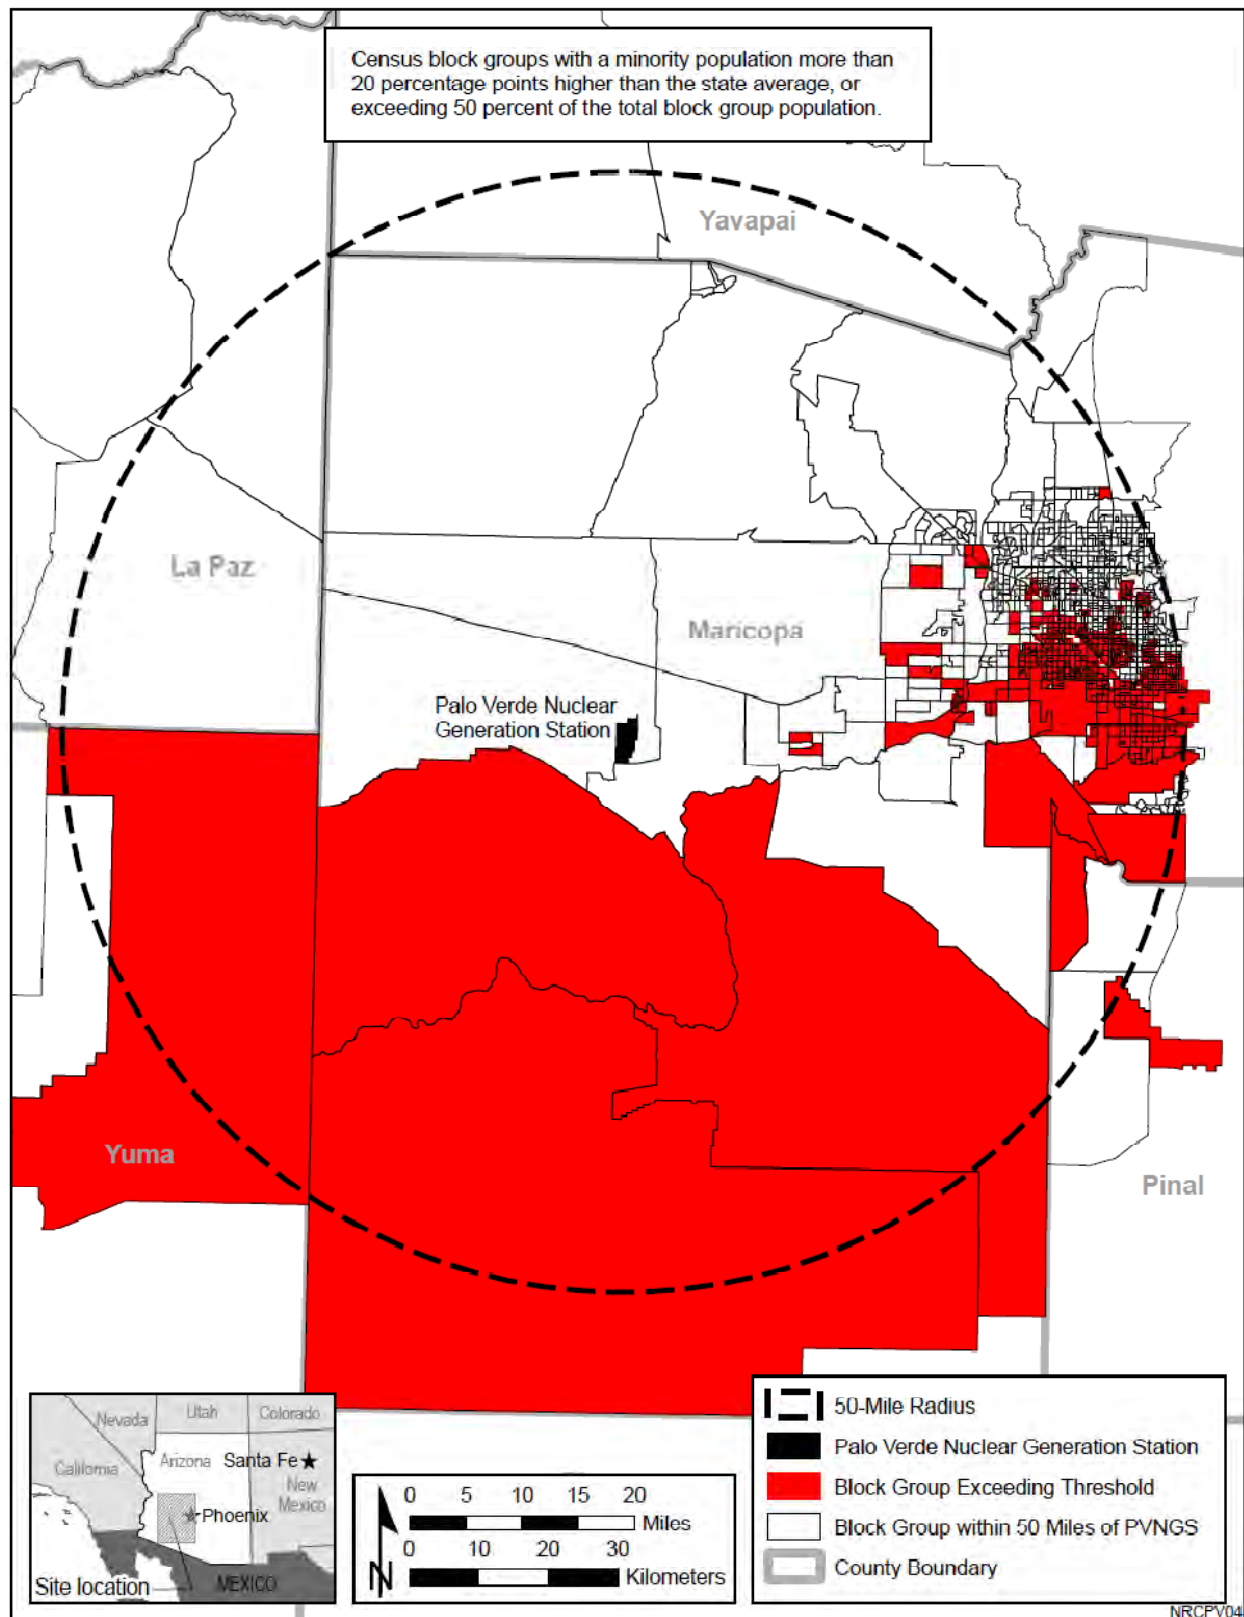 Census block groups with a minority population more than
20 percentage points higher than the state average, or
exceeding 50 percent of the total block group population.
Yavapai
La Paz
Maricopa
Palo Verde Nuclear
Generation Station
Yuma
Pinal
Nevada
Utah
Colorado
California
Arizona
Santa Fe
New
Mexico
Phoenix
Site location
MEXICO
0 5 10 15 20
Miles
0 10 20 30
Kilometers
N
50-Mile Radius
Palo Verde Nuclear Generation Station
Block Group Exceeding Threshold
Block Group within 50 Miles of PVNGS
County Boundary